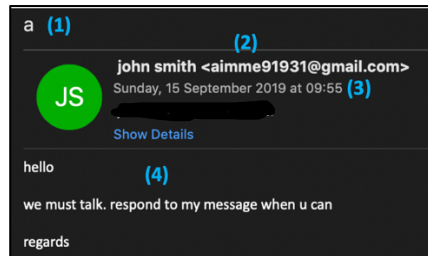 a (1)
(2)
john smith <aimme91931@gmail.com>
JS
Sunday, 15 September 2019 at 09:55 (3)
Show Details
hello
(4)
we must talk. respond to my message when u can
regards